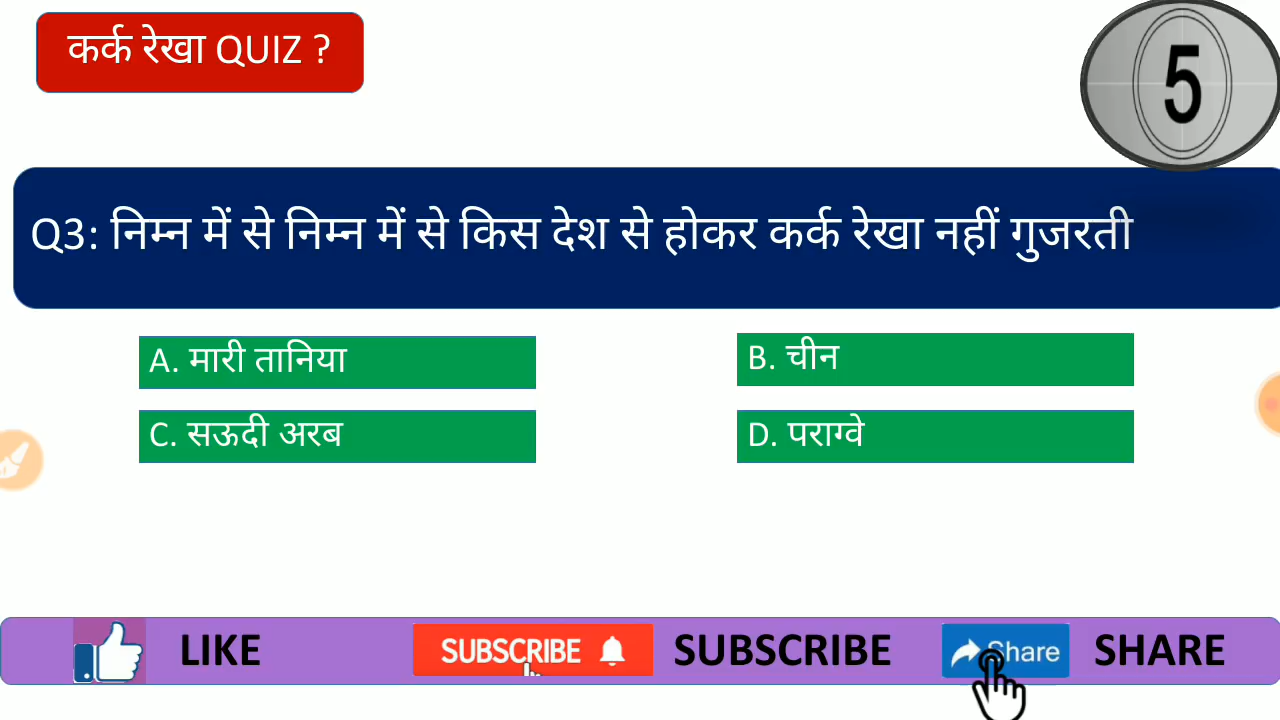 कर्क रेखा QUIZ ?
5
Q3: निम्न में से निम्न में से किस देश से होकर कर्क रेखा नहीं गुजरती
A. मारी तानिया
B. चीन
C. सऊदी अरब
D. पराग्वे
LIKE SUBSCRIBE SUBSCRIBE Share SHARE